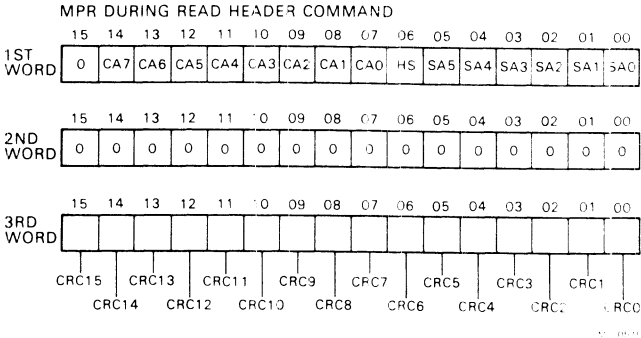 MPR DURING READ HEADER COMMAND
15 14 13 12 11 10 09 08 07 06 05 04 03 02 01 00
1ST WORD 0 CA7 CA6 CA5 CA4 CA3 CA2 CA1 CA0 HS SA5 SA4 SA3 SA2 SA1 SA0
15 14 13 12 11 10 09 08 07 06 05 04 03 02 01 00
2ND WORD 0 0 0 0 0 0 0 0 0 0 0 0 0 0 0 0
15 14 13 12 11 10 09 08 07 06 05 04 03 02 01 00
3RD WORD
CRC15 CRC13 CRC11 CRC9 CRC7 CRC5 CRC3 CRC1
CRC14 CRC12 CRC10 CRC8 CRC6 CRC4 CRC2 CRC0